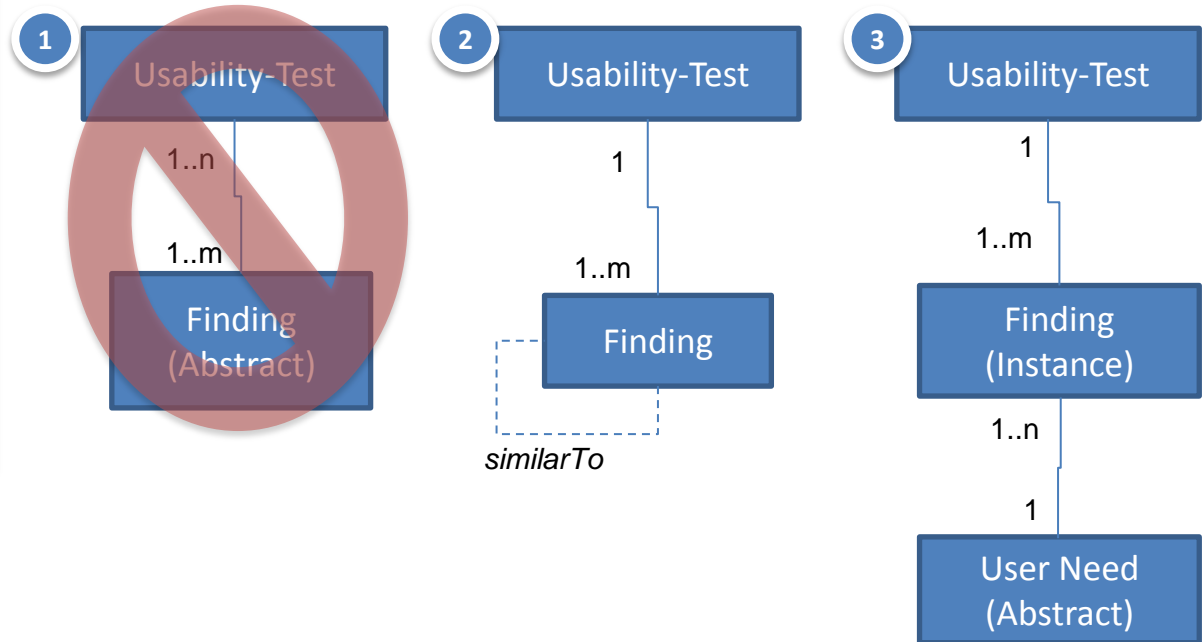 1
Usability-Test
1..n
1..m
Finding
(Abstract)
2
Usability-Test
1
1..m
Finding
similarTo
3
Usability-Test
1
1..m
Finding
(Instance)
1..n
1
User Need
(Abstract)